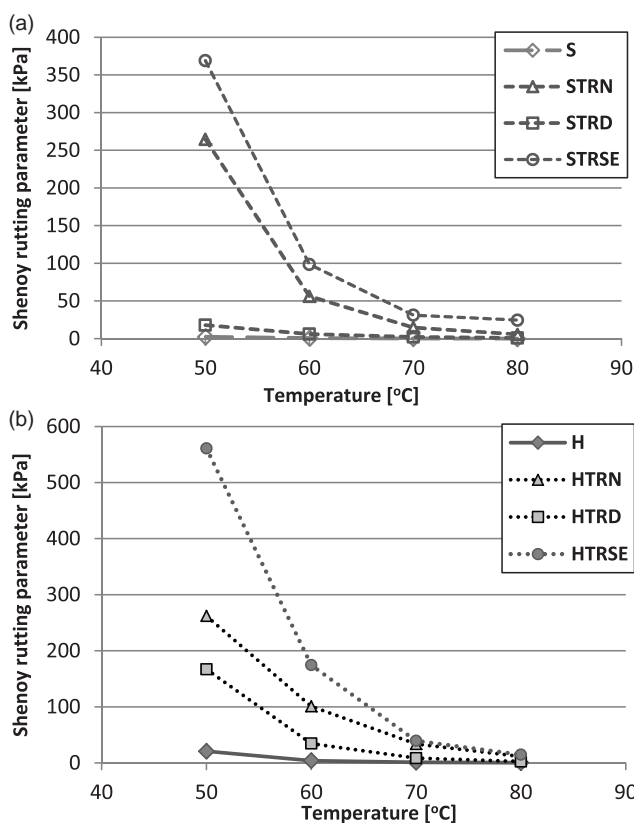 (a)
Shenoy rutting parameter [kPa]
400
350
300
250
200
150
100
50
0
40 50 60 70 80 90
Temperature [°C]
S
STRN
STRD
STRSE
(b)
Shenoy rutting parameter [kPa]
600
500
400
300
200
100
0
40 50 60 70 80 90
Temperature [°C]
H
HTRN
HTRD
HTRSE